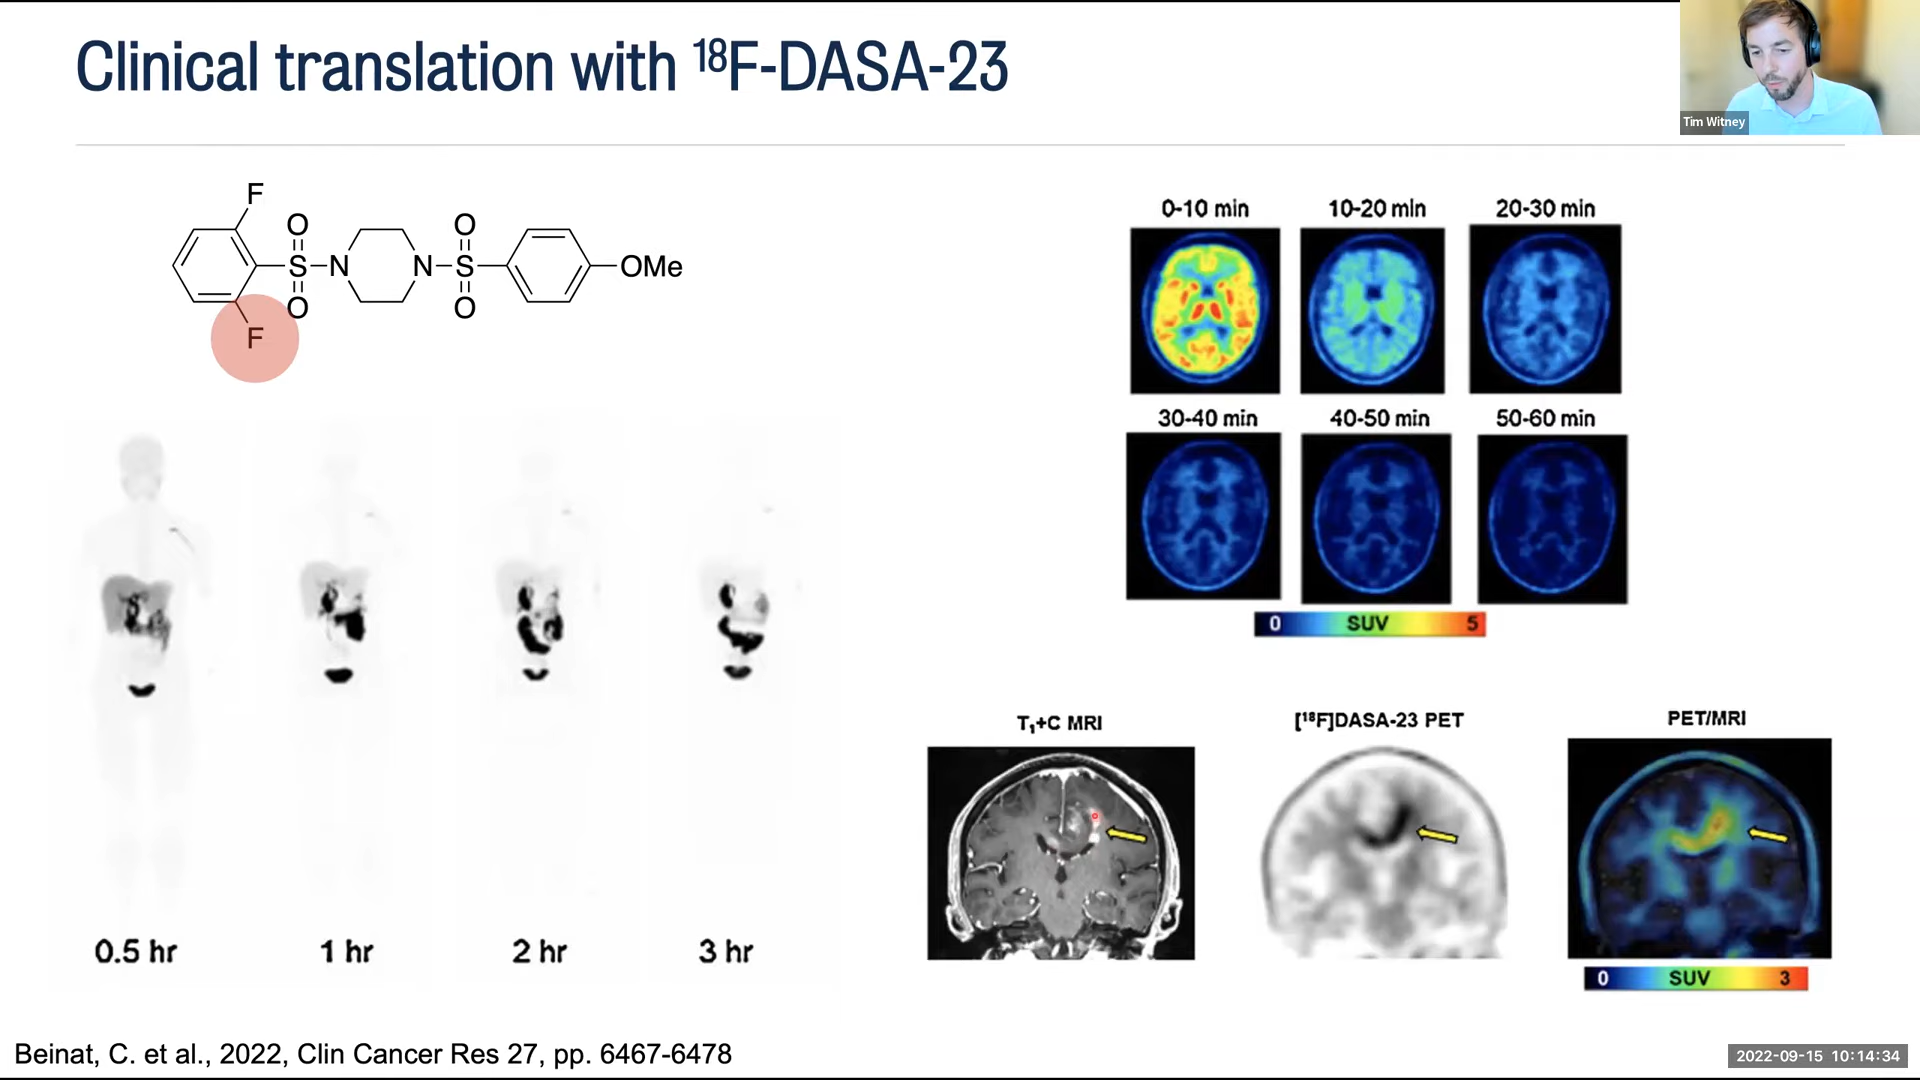 Clinical translation with ¹⁸F-DASA-23
Tim Witney
F
O
O
S
N
N
S
OMe
O
O
F
0-10 min
10-20 min
20-30 min
30-40 min
40-50 min
50-60 min
0 SUV 5
0.5 hr
1 hr
2 hr
3 hr
T₁+C MRI
[¹⁸F]DASA-23 PET
PET/MRI
0 SUV 3
Beinat, C. et al., 2022, Clin Cancer Res 27, pp. 6467-6478
2022-09-15 10:14:34